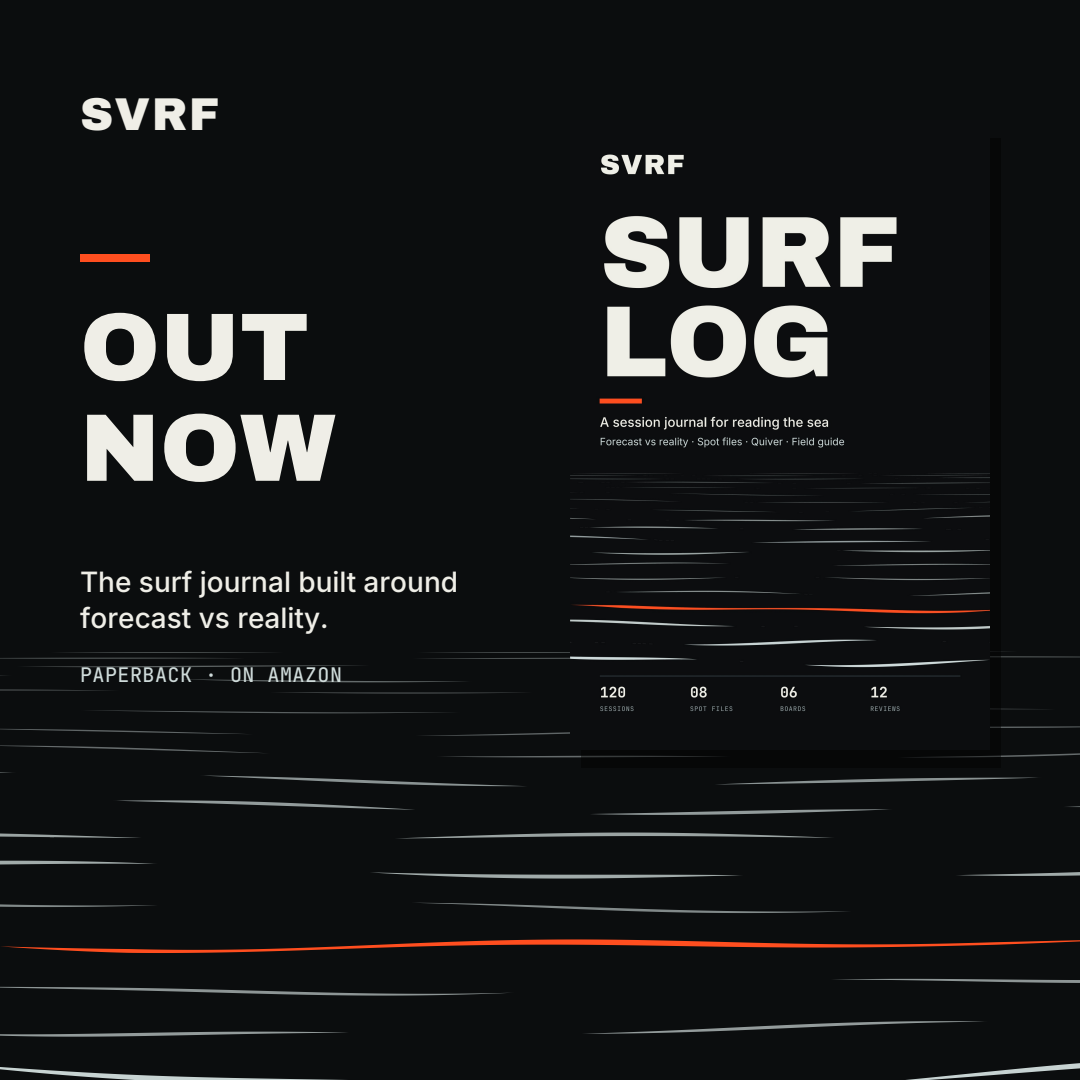 SVRF
OUT
NOW
The surf journal built around
forecast vs reality.
PAPERBACK · ON AMAZON
SVRF
SURF
LOG
A session journal for reading the sea
Forecast vs reality · Spot files · Quiver · Field guide
120 08 06 12
SESSIONS SPOT FILES BOARDS REVIEWS